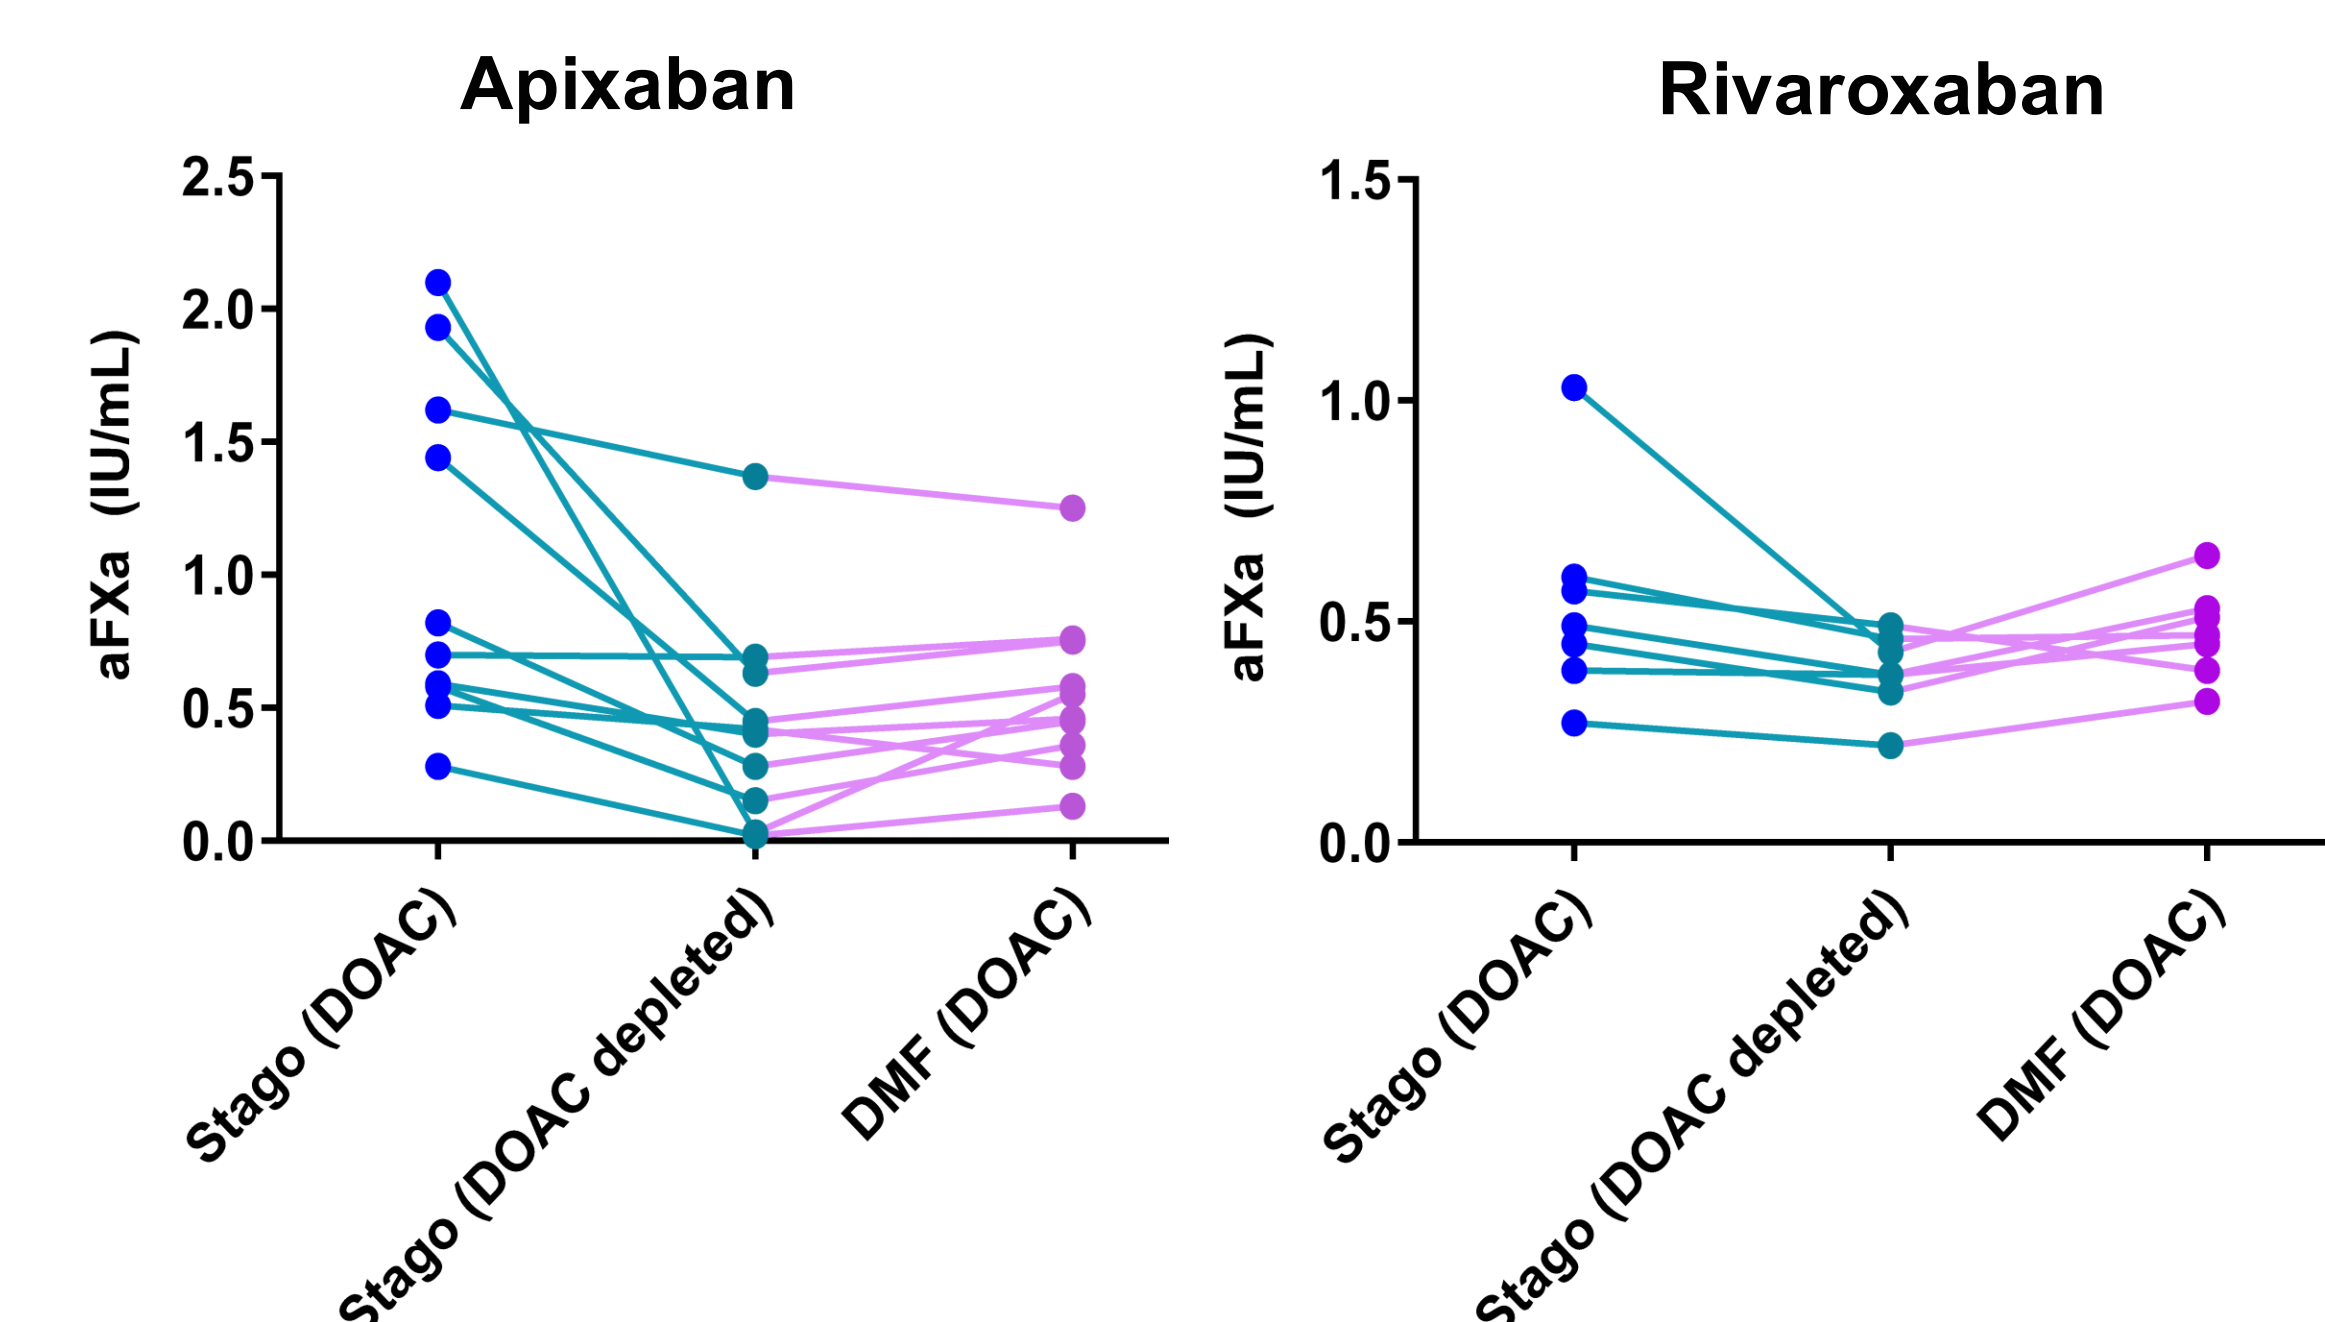 Apixaban
aFXa (IU/mL)
2.5
2.0
1.5
1.0
0.5
0.0
Stago (DOAC)
Stago (DOAC depleted)
DMF (DOAC)
Rivaroxaban
aFXa (IU/mL)
1.5
1.0
0.5
0.0
Stago (DOAC)
Stago (DOAC depleted)
DMF (DOAC)